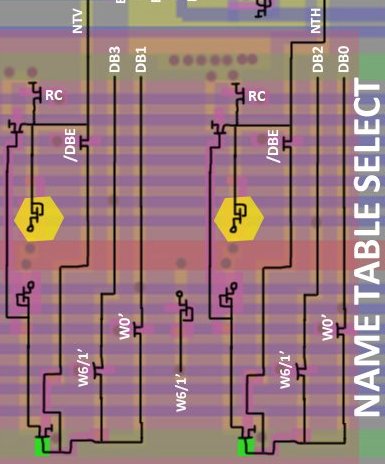 NTV
DB3
DB1
NTH
DB2
DB0
RC
RC
/DBE
/DBE
W0'
W0'
W6/1'
W6/1'
W6/1'
NAME TABLE SELECT